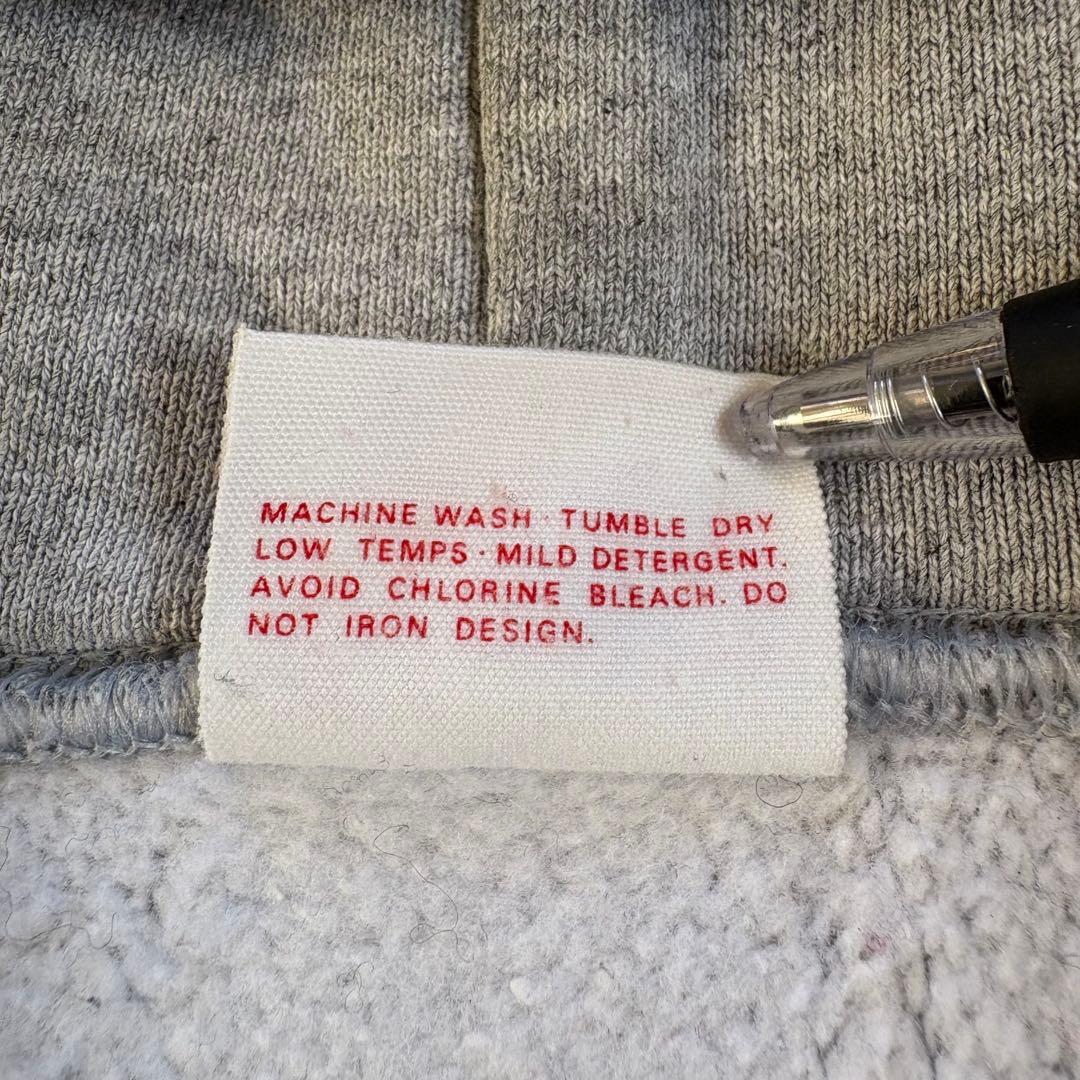 MACHINE WASH · TUMBLE DRY
LOW TEMPS · MILD DETERGENT.
AVOID CHLORINE BLEACH. DO
NOT IRON DESIGN.